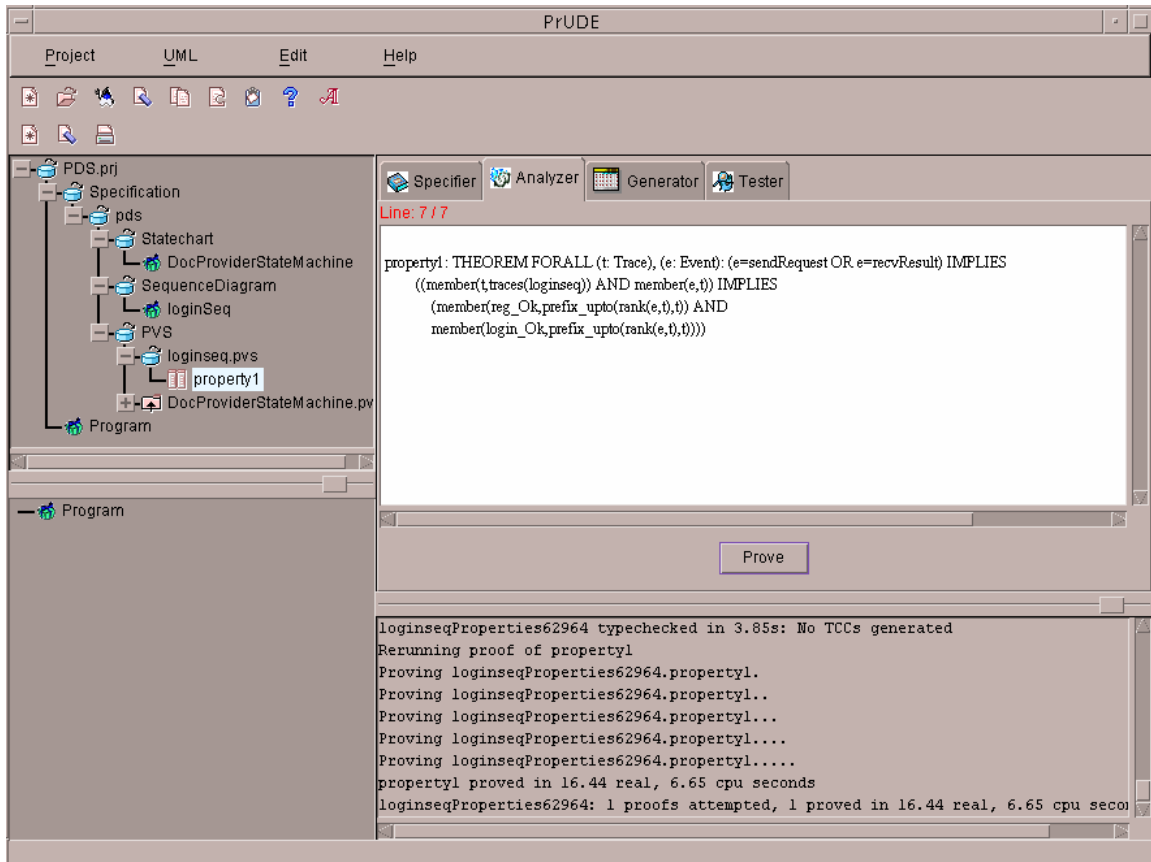 PrUDE
Project UML Edit Help
PDS.prj
Specification
pds
Statechart
DocProviderStateMachine
SequenceDiagram
loginSeq
PVS
loginseq.pvs
property1
DocProviderStateMachine.pv
Program
Program
Specifier Analyzer Generator Tester
Line: 7 / 7
property1 : THEOREM FORALL (t: Trace), (e: Event): (e=sendRequest OR e=recvResult) IMPLIES
((member(t,traces(loginseq)) AND member(e,t)) IMPLIES
(member(reg_Ok,prefix_upto(rank(e,t),t)) AND
member(login_Ok,prefix_upto(rank(e,t),t))))
Prove
loginseqProperties62964 typechecked in 3.85s: No TCCs generated
Rerunning proof of property1
Proving loginseqProperties62964.property1.
Proving loginseqProperties62964.property1..
Proving loginseqProperties62964.property1...
Proving loginseqProperties62964.property1....
Proving loginseqProperties62964.property1.....
property1 proved in 16.44 real, 6.65 cpu seconds
loginseqProperties62964: 1 proofs attempted, 1 proved in 16.44 real, 6.65 cpu secon